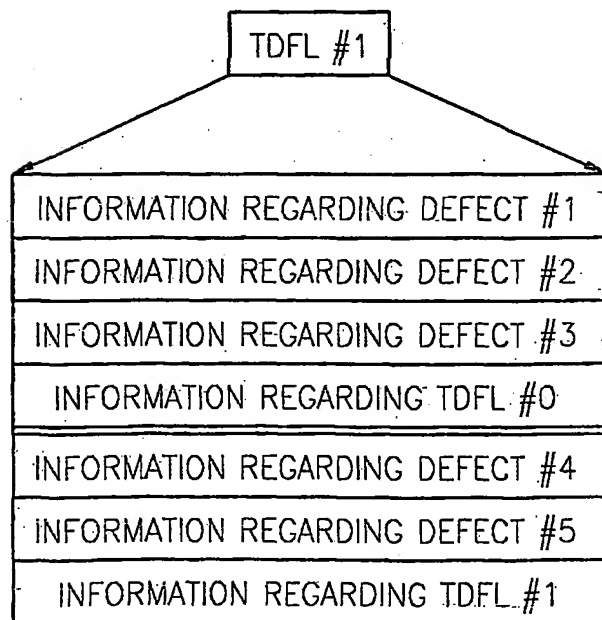 TDFL #1
INFORMATION REGARDING DEFECT #1
INFORMATION REGARDING DEFECT #2
INFORMATION REGARDING DEFECT #3
INFORMATION REGARDING TDFL #0
INFORMATION REGARDING DEFECT #4
INFORMATION REGARDING DEFECT #5
INFORMATION REGARDING TDFL #1